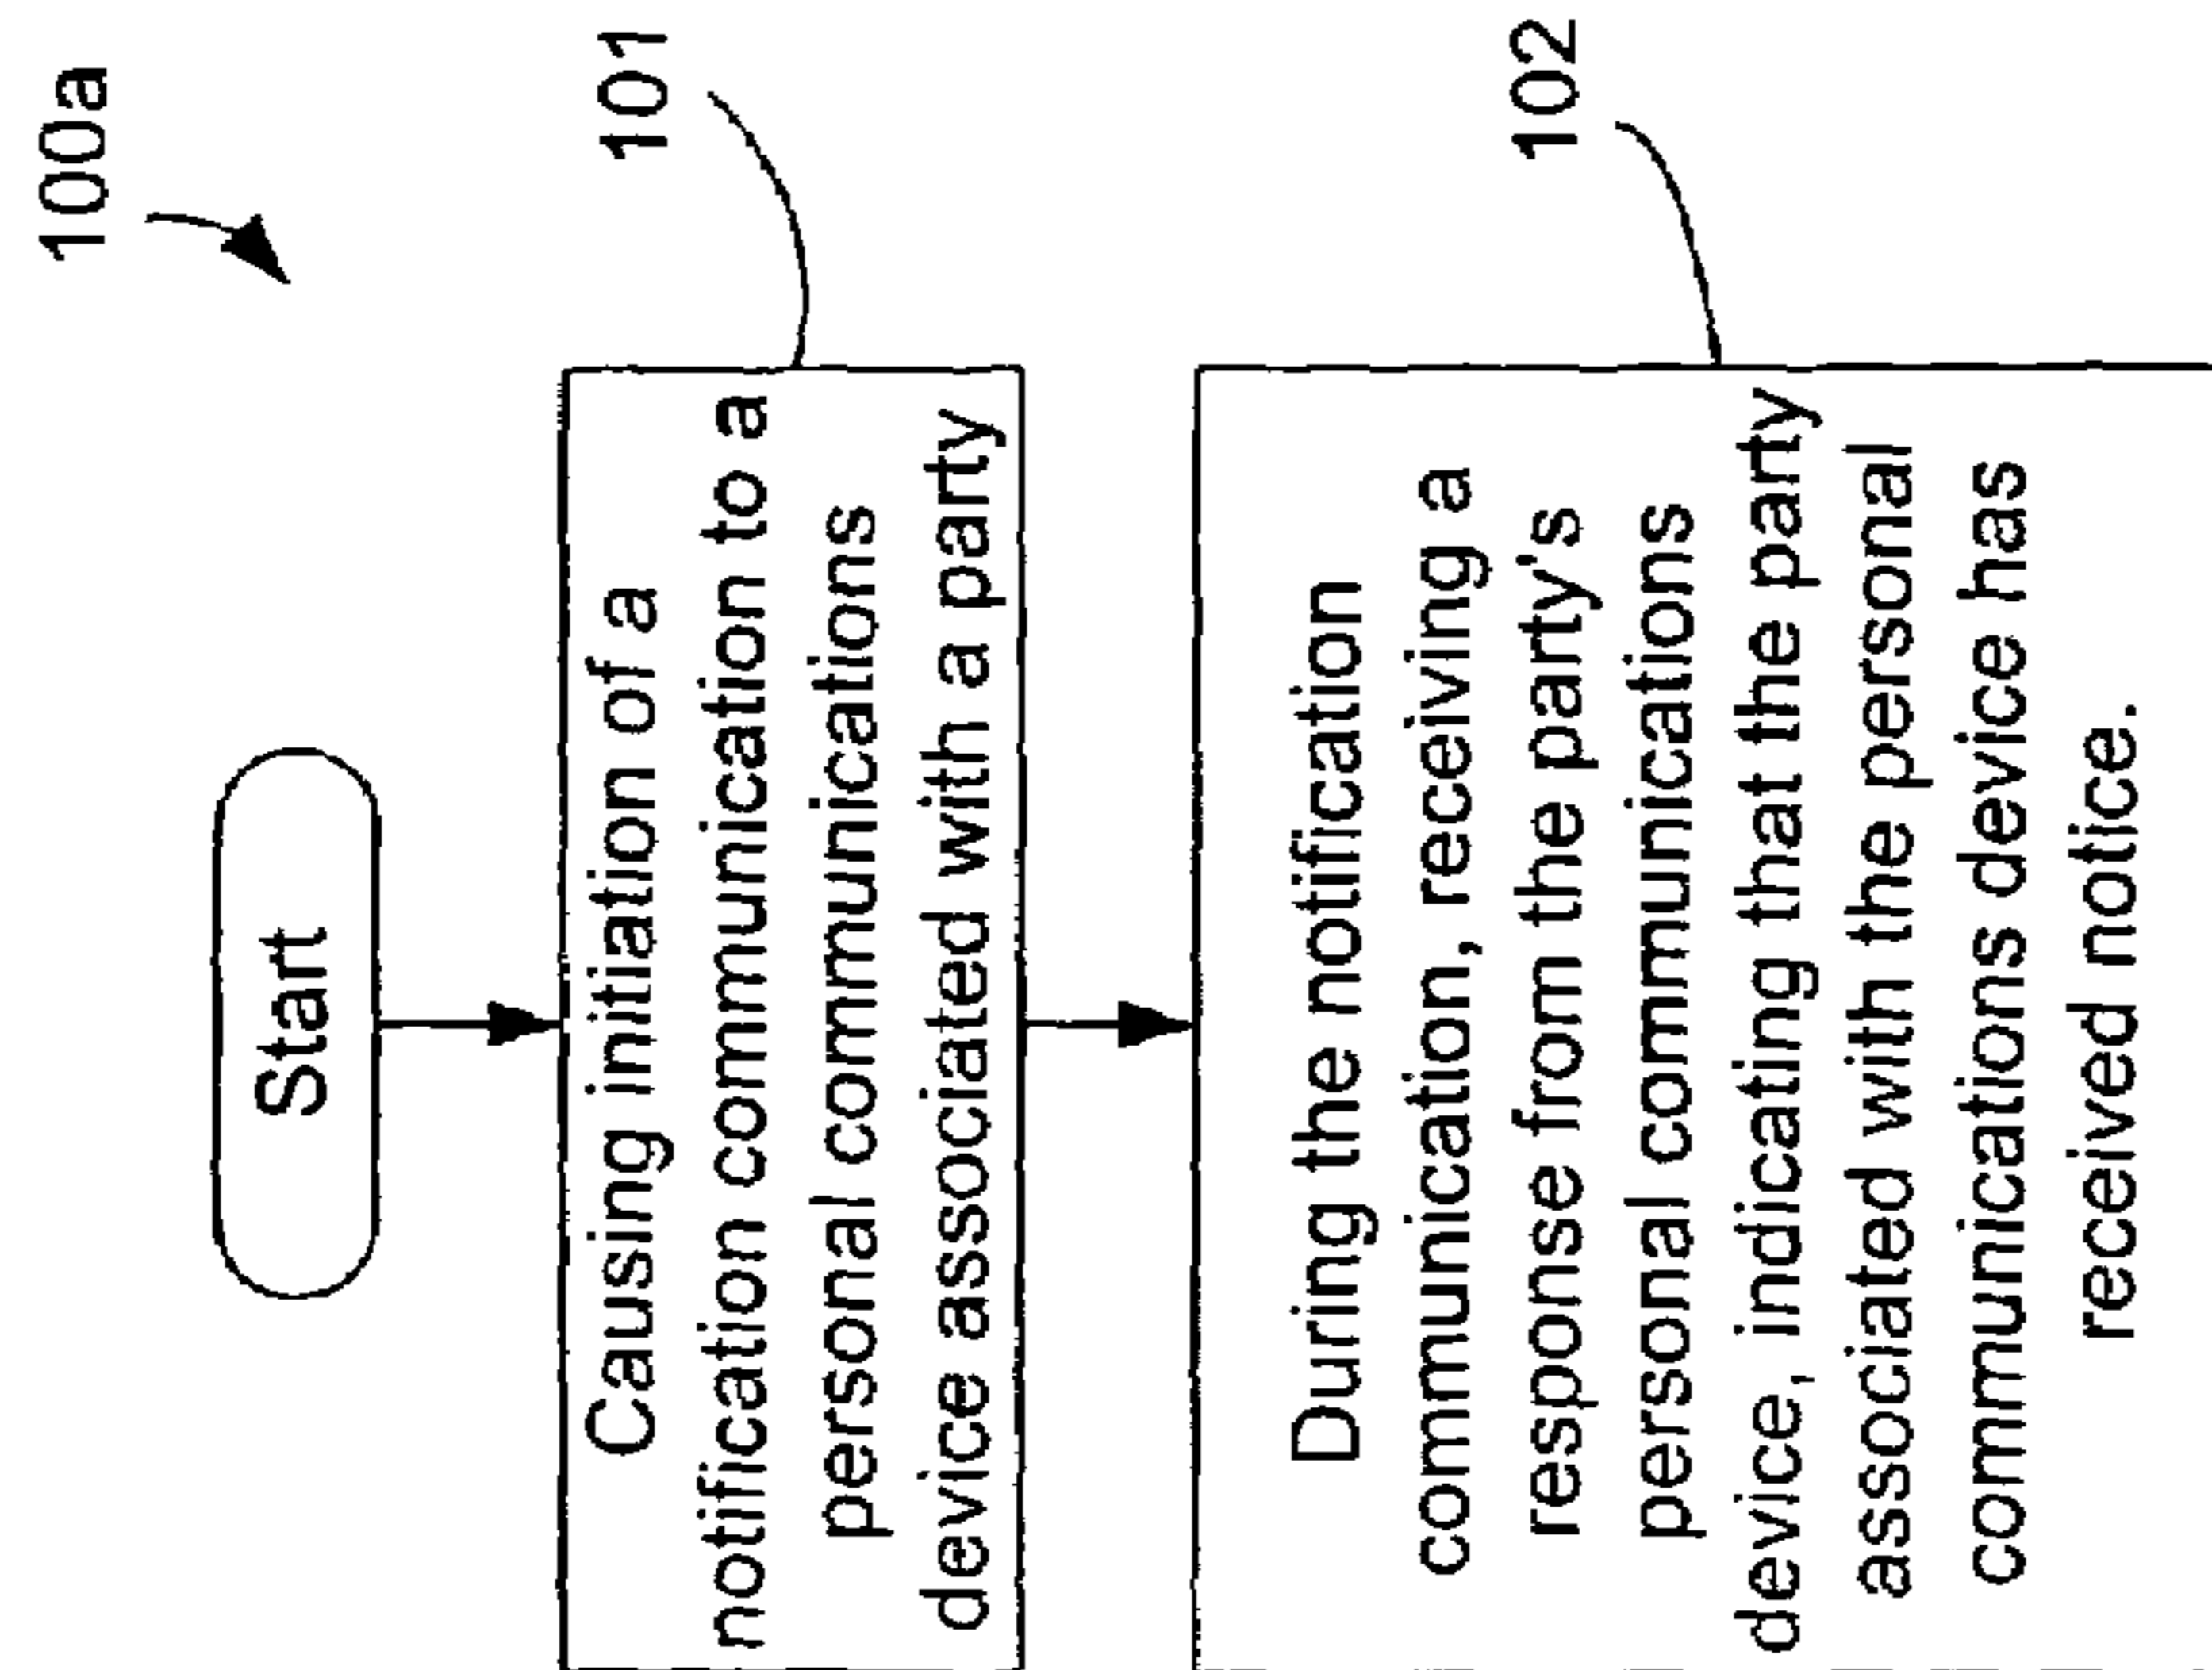 100a
Start
101
Causing initiation of a
notification communication to a
personal communications
device associated with a party
102
During the notification
communication, receiving a
response from the party's
personal communications
device, indicating that the party
associated with the personal
communications device has
received notice.